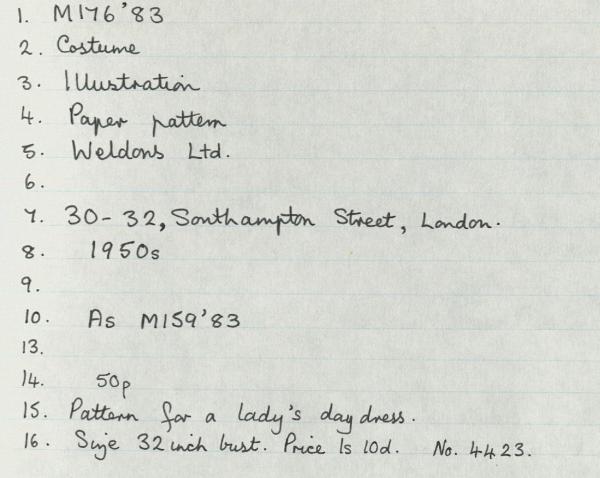 1. M176'83
2. Costume
3. Illustration
4. Paper pattern
5. Weldons Ltd.
6.
7. 30-32, Southampton Street, London.
8. 1950s
9.
10. As M159'83
13.
14. 50p
15. Pattern for a lady's day dress.
16. Size 32 inch bust. Price 1s 10d. No. 4423.